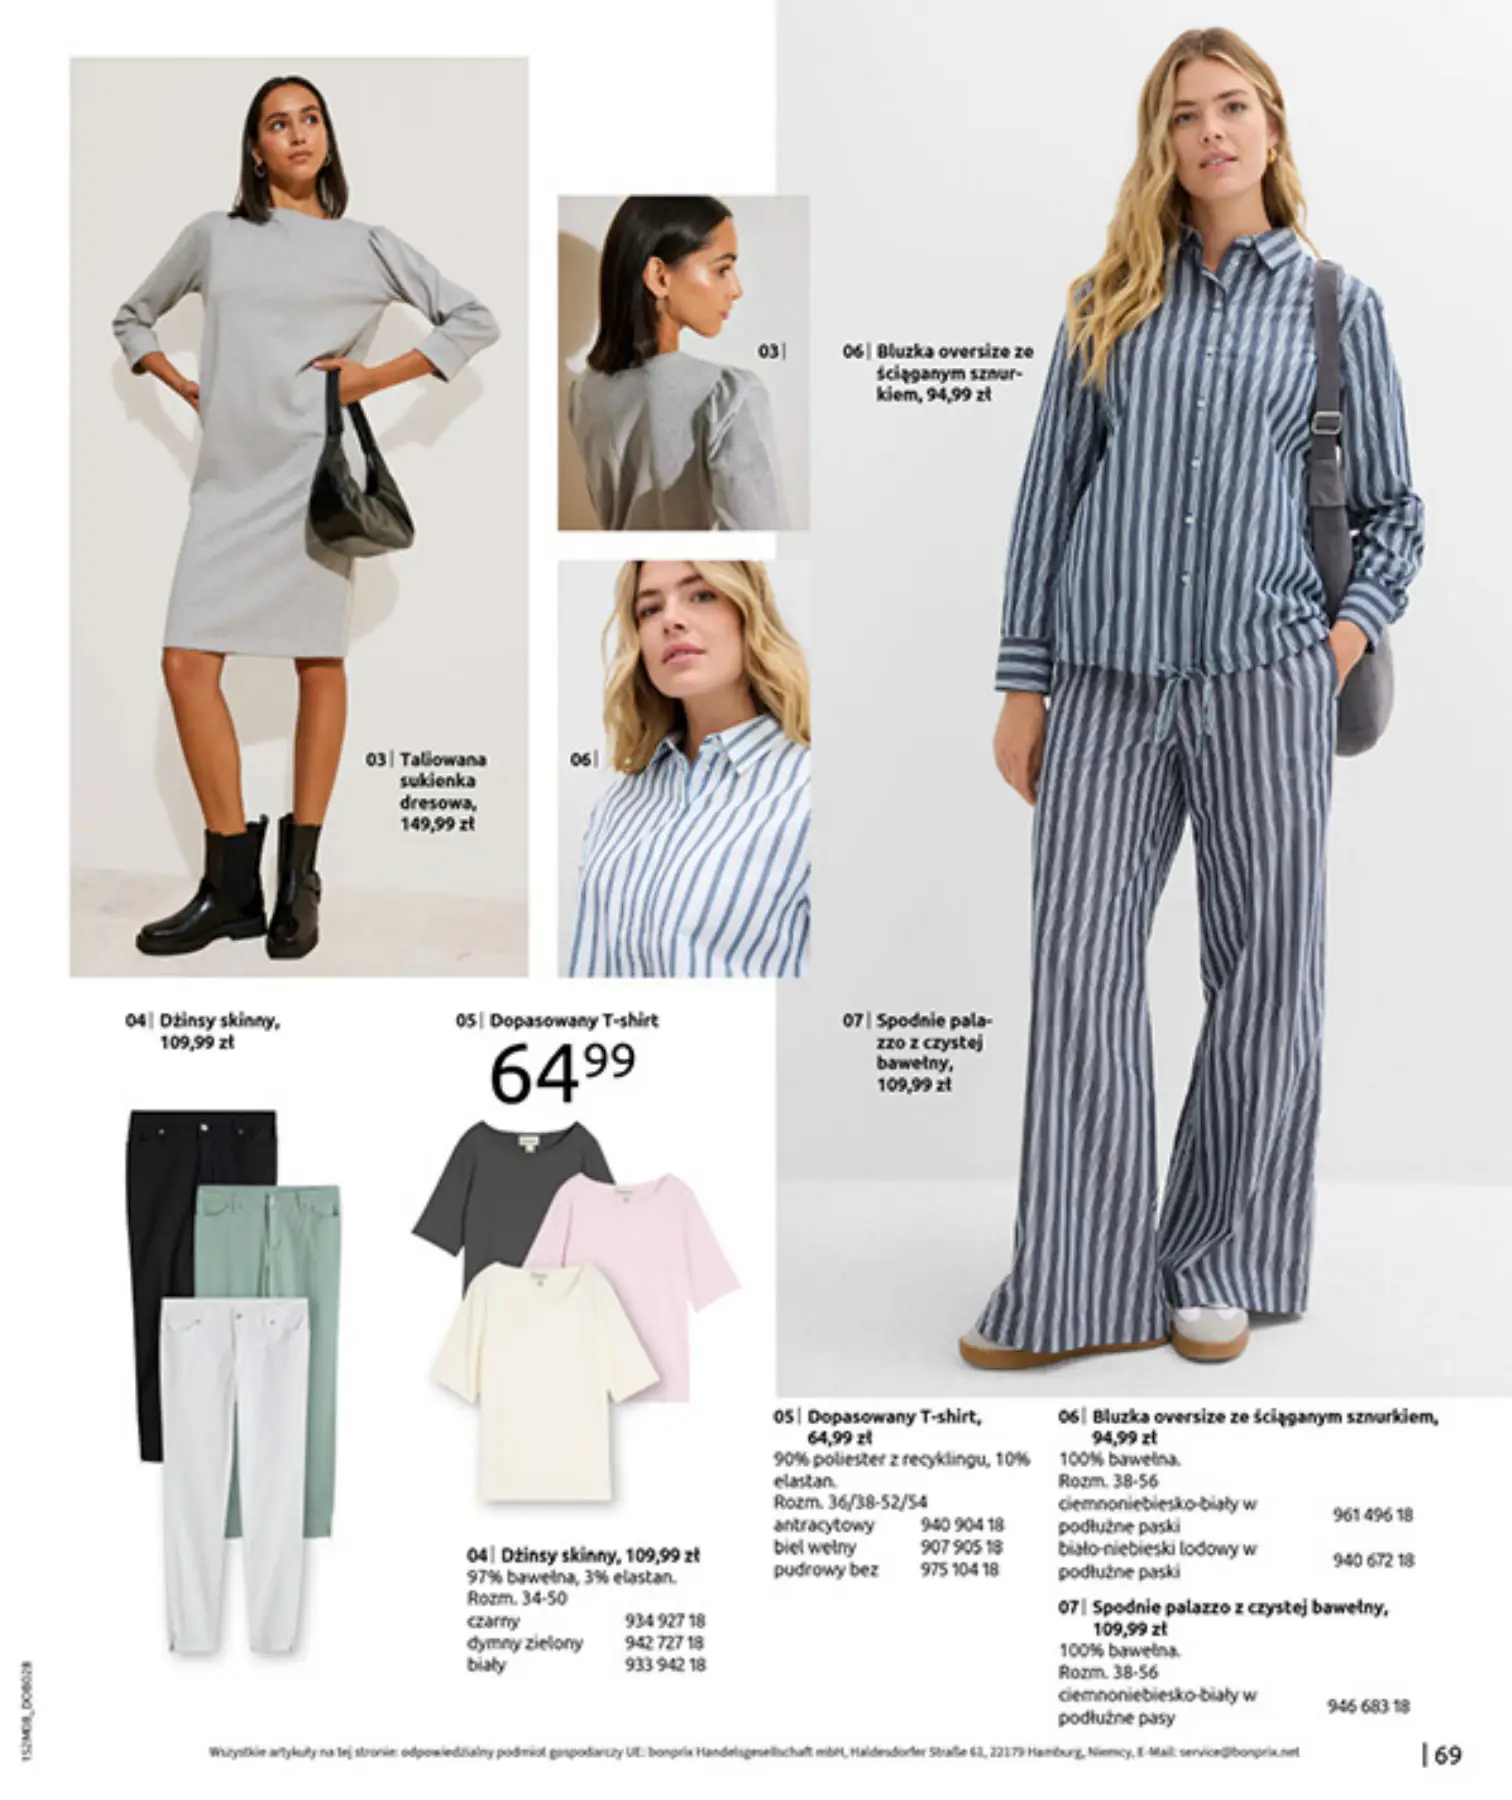 03|
06| Bluzka oversize ze
ściąganym sznur-
kiem, 94,99 zł
03| Taliowana
sukienka
dresowa,
149,99 zł
06|
04| Dżinsy skinny,
109,99 zł
05| Dopasowany T-shirt
64 99
07| Spodnie pala-
zzo z czystej
bawełny,
109,99 zł
05| Dopasowany T-shirt,
64,99 zł
90% poliester z recyklingu, 10%
elastan.
Rozm. 36/38-52/54
antracytowy 940 904 18
biel wełny 907 905 18
pudrowy bez 975 104 18
06| Bluzka oversize ze ściąganym sznurkiem,
94,99 zł
100% bawełna.
Rozm. 38-56
ciemnoniebiesko-biały w
podłużne paski 961 496 18
biało-niebieski lodowy w
podłużne paski 940 672 18
04| Dżinsy skinny, 109,99 zł
97% bawełna, 3% elastan.
Rozm. 34-50
czarny 934 927 18
dymny zielony 942 727 18
biały 933 942 18
07| Spodnie palazzo z czystej bawełny,
109,99 zł
100% bawełna.
Rozm. 38-56
ciemnoniebiesko-biały w
podłużne pasy 946 683 18
152M08_DOB028
Wszystkie artykuły na tej stronie: odpowiedzialny podmiot gospodarczy UE: bonprix Handelsgesellschaft mbH, Haldesdorfer Straße 61, 22179 Hamburg, Niemcy, E-Mail: service@bonprix.net
| 69